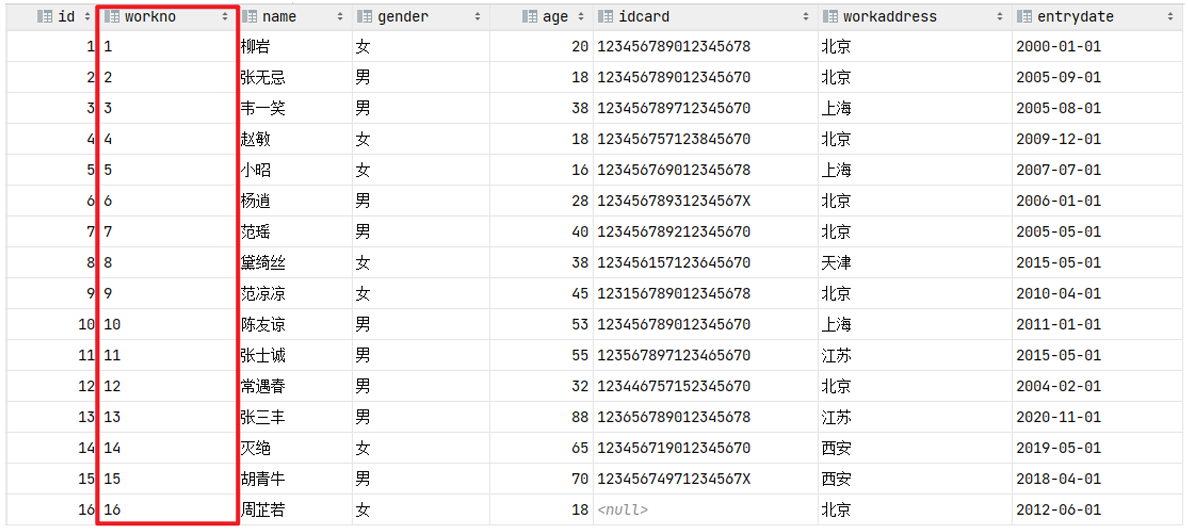 id workno name gender age idcard workaddress entrydate
1 1 柳岩 女 20 123456789012345678 北京 2000-01-01
2 2 张无忌 男 18 123456789012345670 北京 2005-09-01
3 3 韦一笑 男 38 123456789712345670 上海 2005-08-01
4 4 赵敏 女 18 123456757123845670 北京 2009-12-01
5 5 小昭 女 16 123456769012345678 上海 2007-07-01
6 6 杨逍 男 28 12345678931234567X 北京 2006-01-01
7 7 范瑶 男 40 123456789212345670 北京 2005-05-01
8 8 黛绮丝 女 38 123456157123645670 天津 2015-05-01
9 9 范凉凉 女 45 123156789012345678 北京 2010-04-01
10 10 陈友谅 男 53 123456789012345670 上海 2011-01-01
11 11 张士诚 男 55 123567897123465670 江苏 2015-05-01
12 12 常遇春 男 32 123446757152345670 北京 2004-02-01
13 13 张三丰 男 88 123656789012345678 江苏 2020-11-01
14 14 灭绝 女 65 123456719012345670 西安 2019-05-01
15 15 胡青牛 男 70 12345674971234567X 西安 2018-04-01
16 16 周芷若 女 18 <null> 北京 2012-06-01